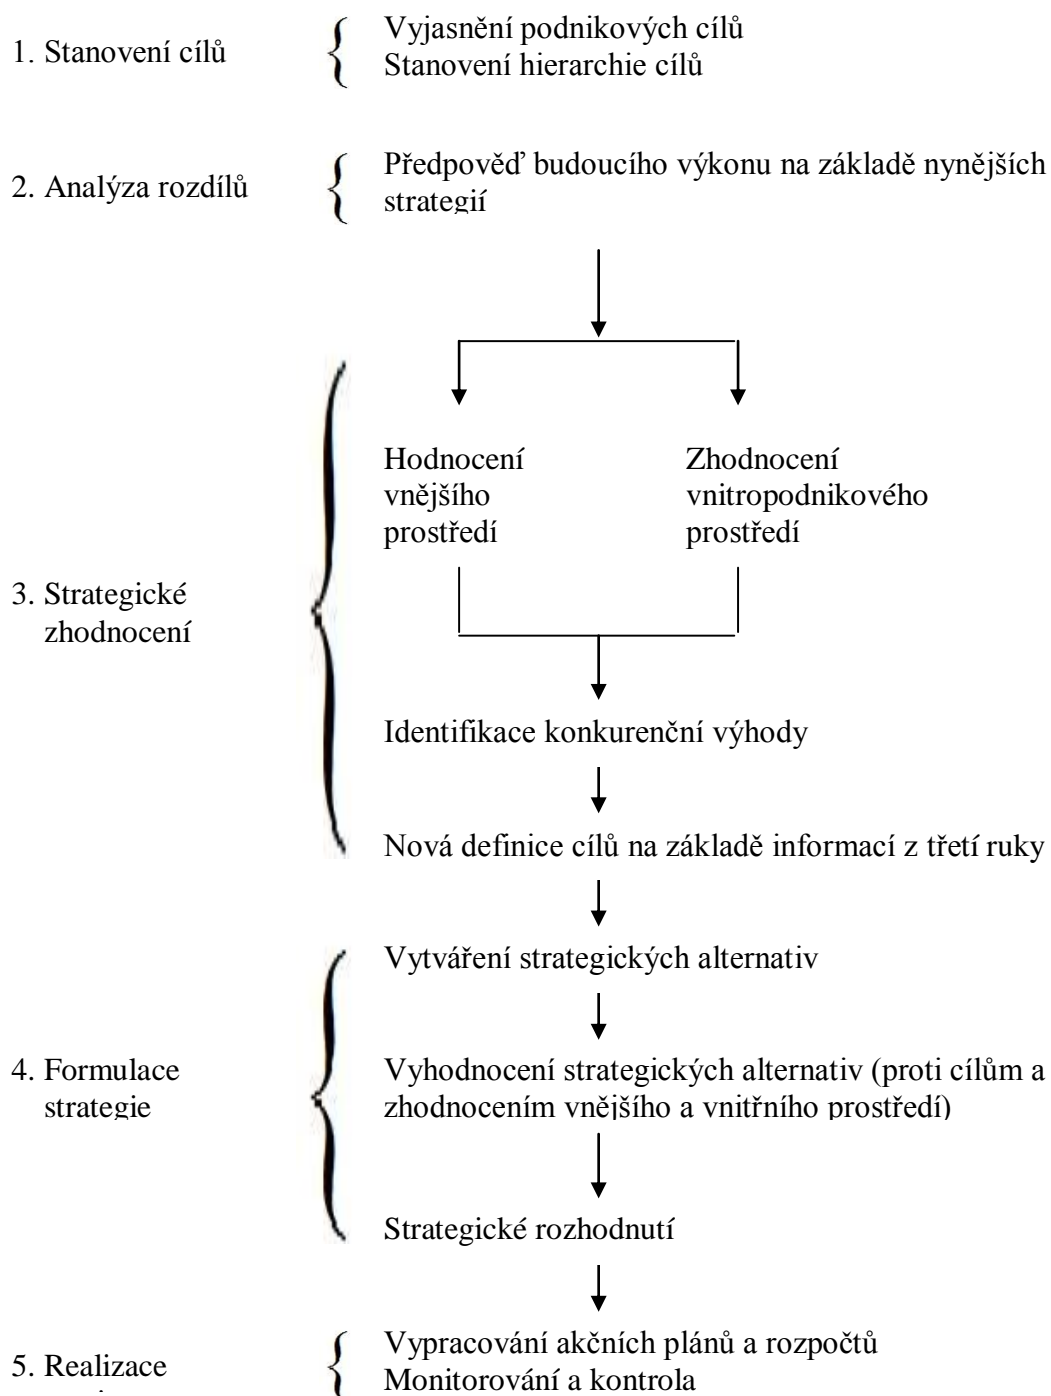 1. Stanovení cílů
Vyjasnění podnikových cílů
Stanovení hierarchie cílů
2. Analýza rozdílů
Předpověď budoucího výkonu na základě nynějších
strategií
Hodnocení
vnějšího
prostředí
Zhodnocení
vnitropodnikového
prostředí
3. Strategické
zhodnocení
Identifikace konkurenční výhody
Nová definice cílů na základě informací z třetí ruky
Vytváření strategických alternativ
4. Formulace
strategie
Vyhodnocení strategických alternativ (proti cílům a
zhodnocením vnějšího a vnitřního prostředí)
Strategické rozhodnutí
5. Realizace
Vypracování akčních plánů a rozpočtů
Monitorování a kontrola